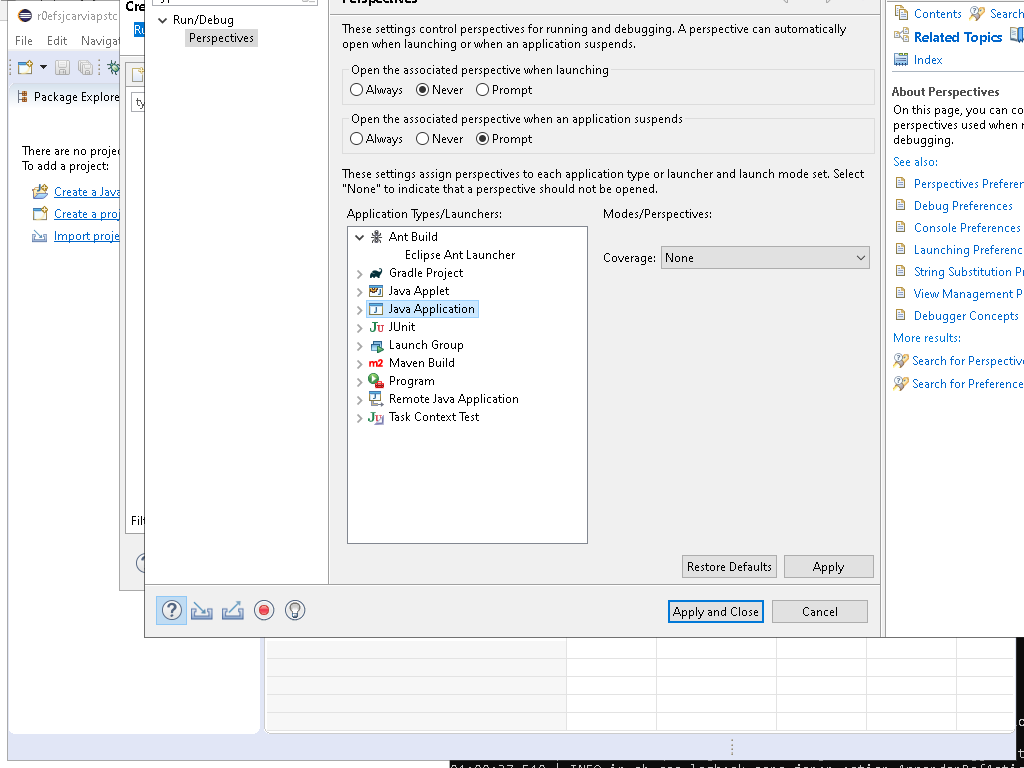 r0efsjcarviapstc
File Edit Navigat
Package Explore
There are no projec
To add a project:
Create a Java
Create a proj
Import proje
Cre
Ru
ty
Filt
Run/Debug
Perspectives
Perspectives
These settings control perspectives for running and debugging. A perspective can automatically
open when launching or when an application suspends.
Open the associated perspective when launching
Always Never Prompt
Open the associated perspective when an application suspends
Always Never Prompt
These settings assign perspectives to each application type or launcher and launch mode set. Select
"None" to indicate that a perspective should not be opened.
Application Types/Launchers:
Ant Build
Eclipse Ant Launcher
Gradle Project
Java Applet
Java Application
JUnit
Launch Group
Maven Build
Program
Remote Java Application
Task Context Test
Modes/Perspectives:
Coverage: None
Restore Defaults Apply
Apply and Close Cancel
Contents Search
Related Topics
Index
About Perspectives
On this page, you can co
perspectives used when r
debugging.
See also:
Perspectives Preferen
Debug Preferences
Console Preferences
Launching Preferenc
String Substitution Pr
View Management P
Debugger Concepts
More results:
Search for Perspective
Search for Preference